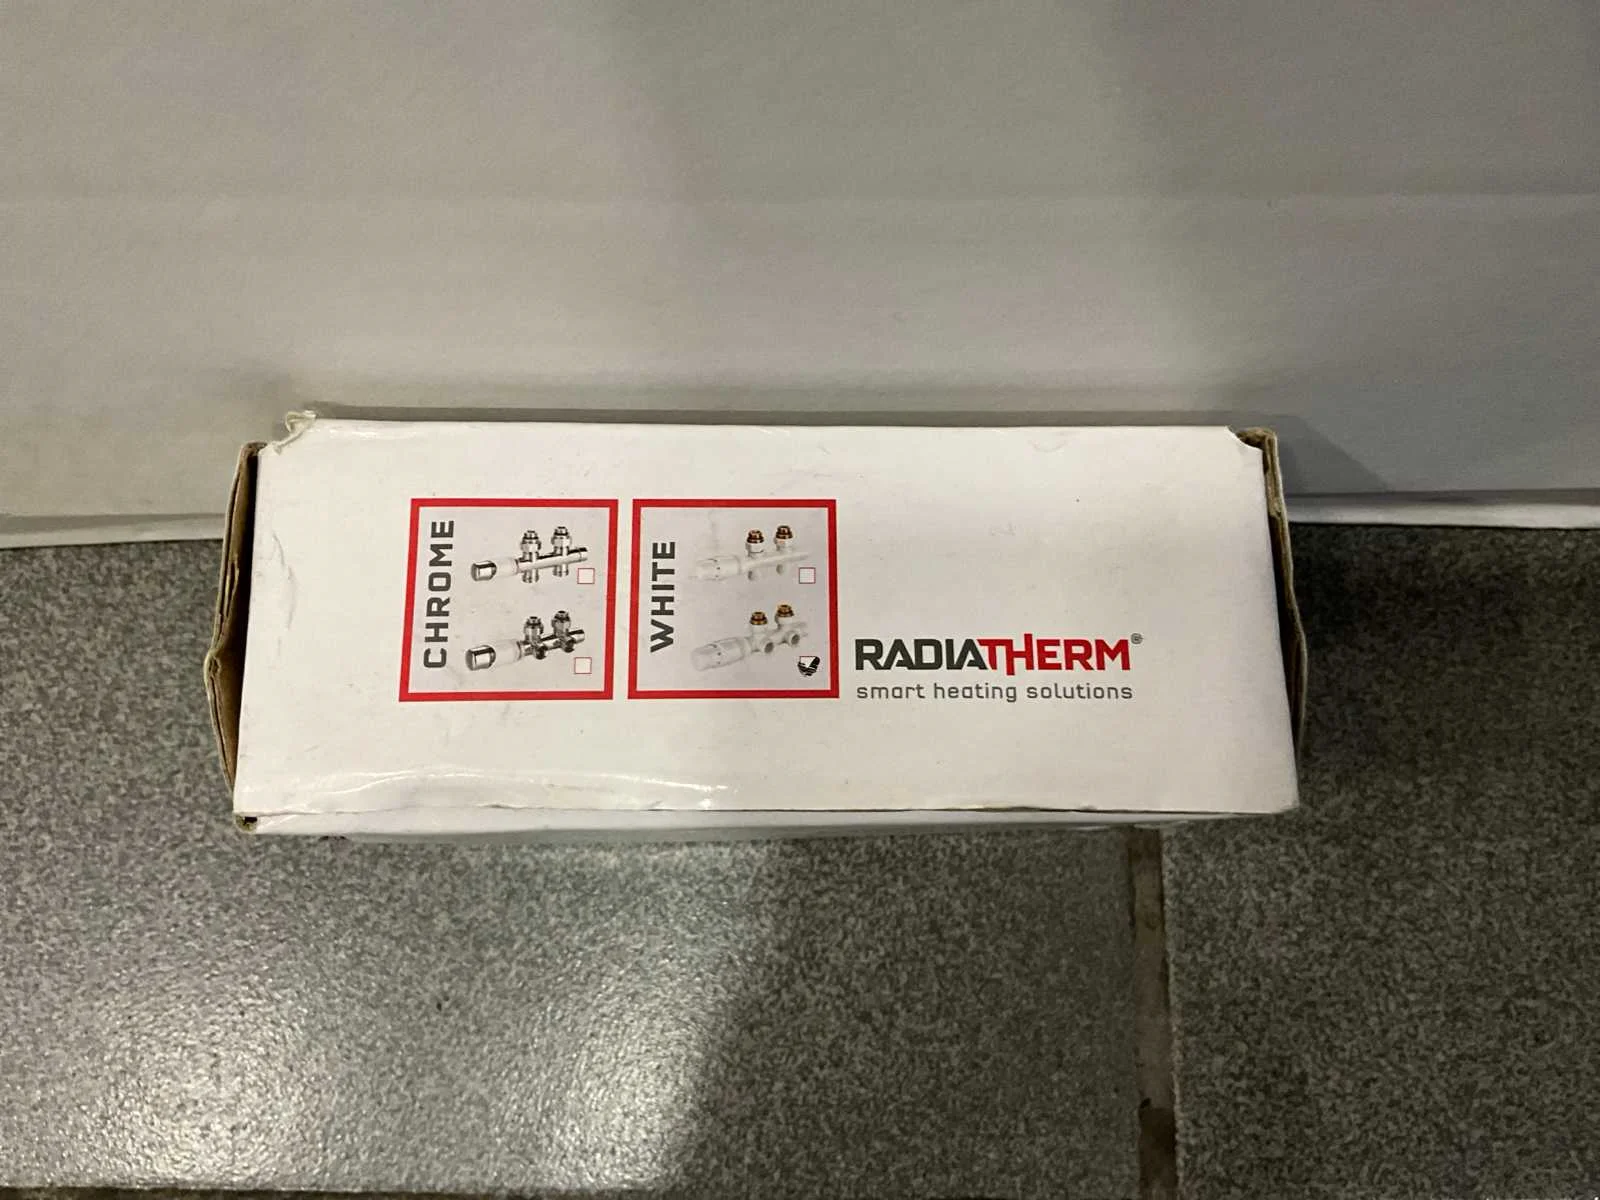 CHROME
WHITE
RADIATHERM®
smart heating solutions